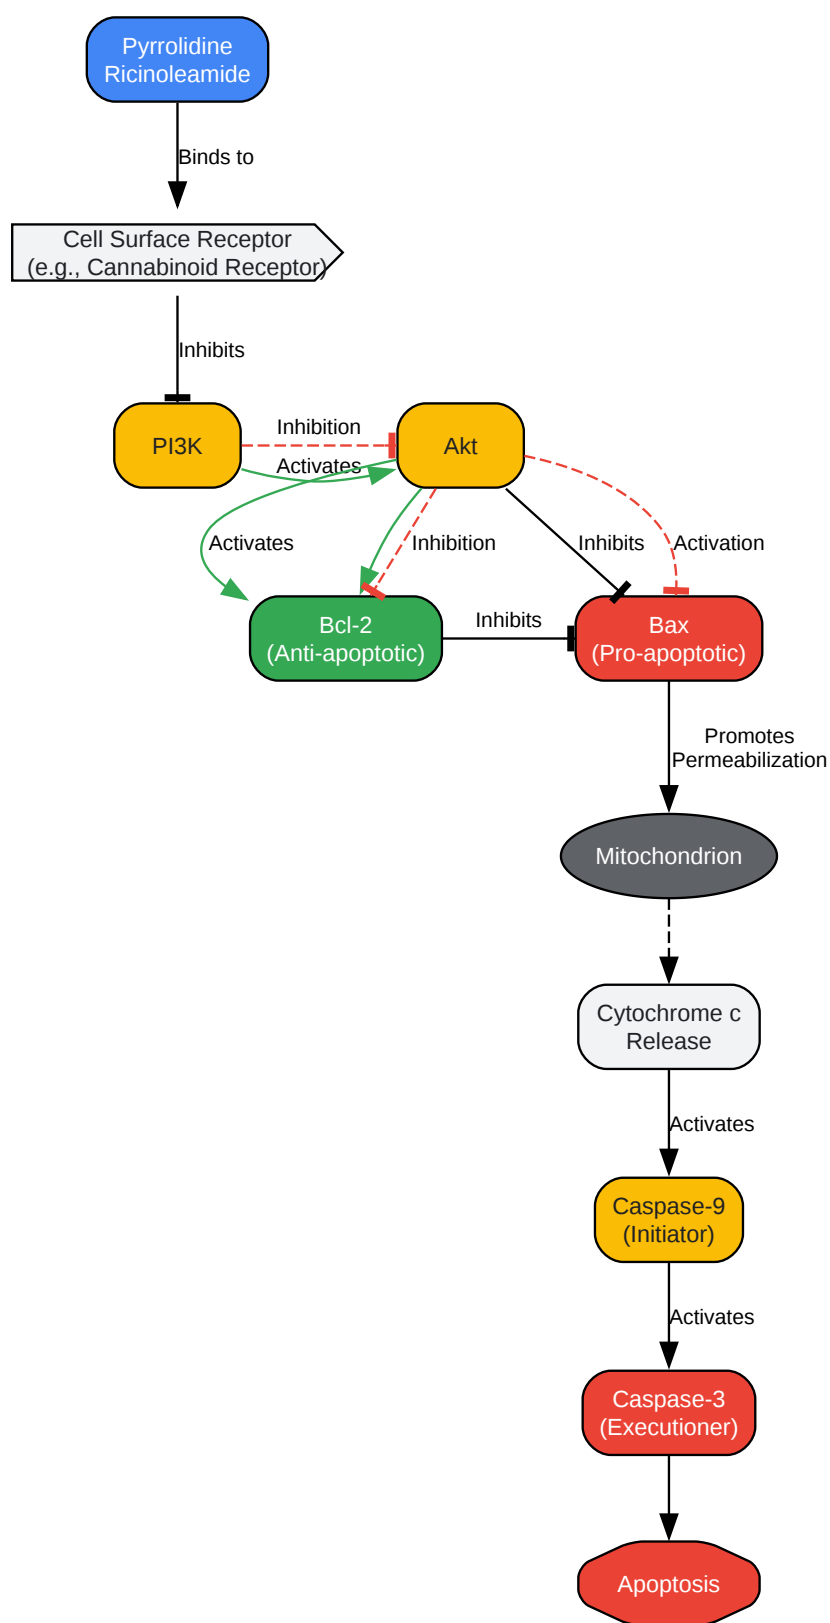 Pyrrolidine
Ricinoleamide
Binds to
Cell Surface Receptor
(e.g., Cannabinoid Receptor)
Inhibits
PI3K
Inhibition
Activates
Akt
Activates
Inhibition
Inhibits
Activation
Bcl-2
(Anti-apoptotic)
Inhibits
Bax
(Pro-apoptotic)
Promotes
Permeabilization
Mitochondrion
Cytochrome c
Release
Activates
Caspase-9
(Initiator)
Activates
Caspase-3
(Executioner)
Apoptosis